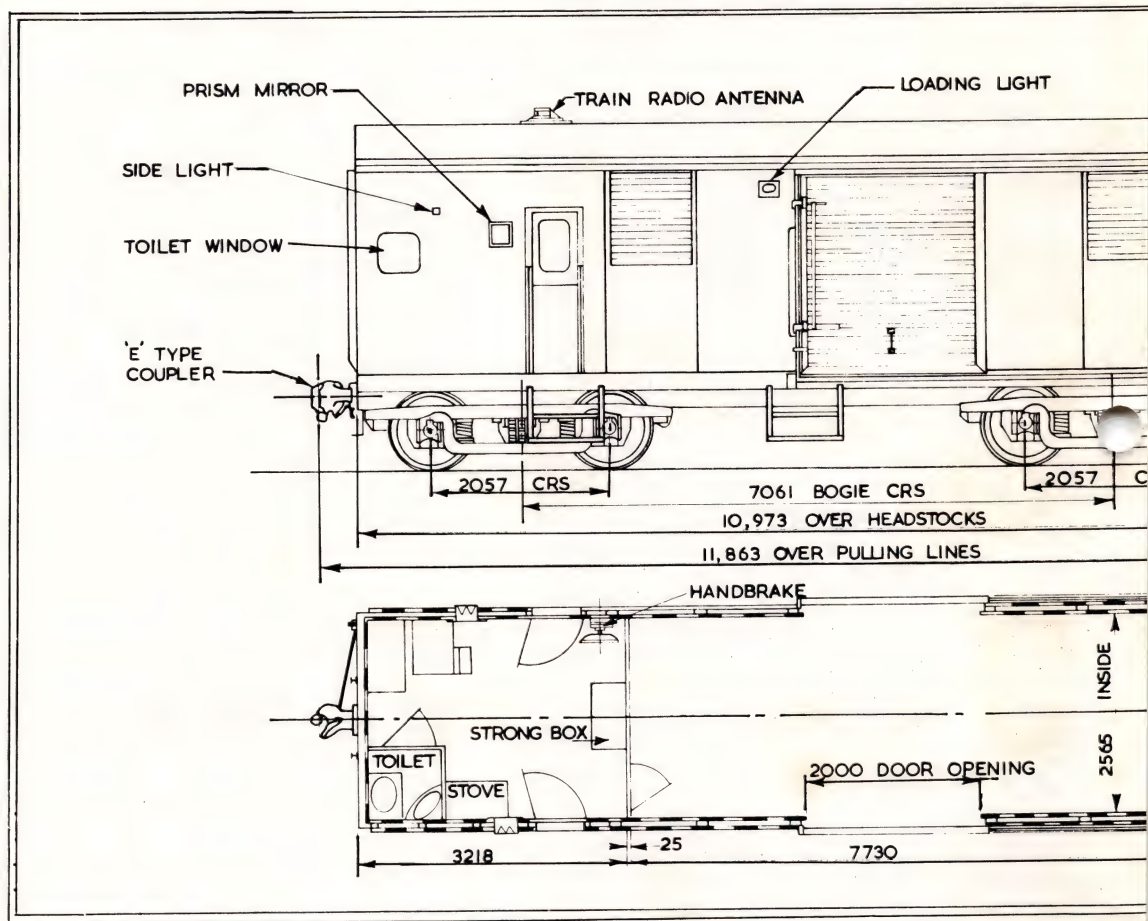 PRISM MIRROR
TRAIN RADIO ANTENNA
LOADING LIGHT
SIDE LIGHT
TOILET WINDOW
'E' TYPE
COUPLER
2057 CRS
7061 BOGIE CRS
2057 C
10,973 OVER HEADSTOCKS
11,863 OVER PULLING LINES
HANDBRAKE
STRONG BOX
TOILET
STOVE
2000 DOOR OPENING
2565 INSIDE
3218
25
7730